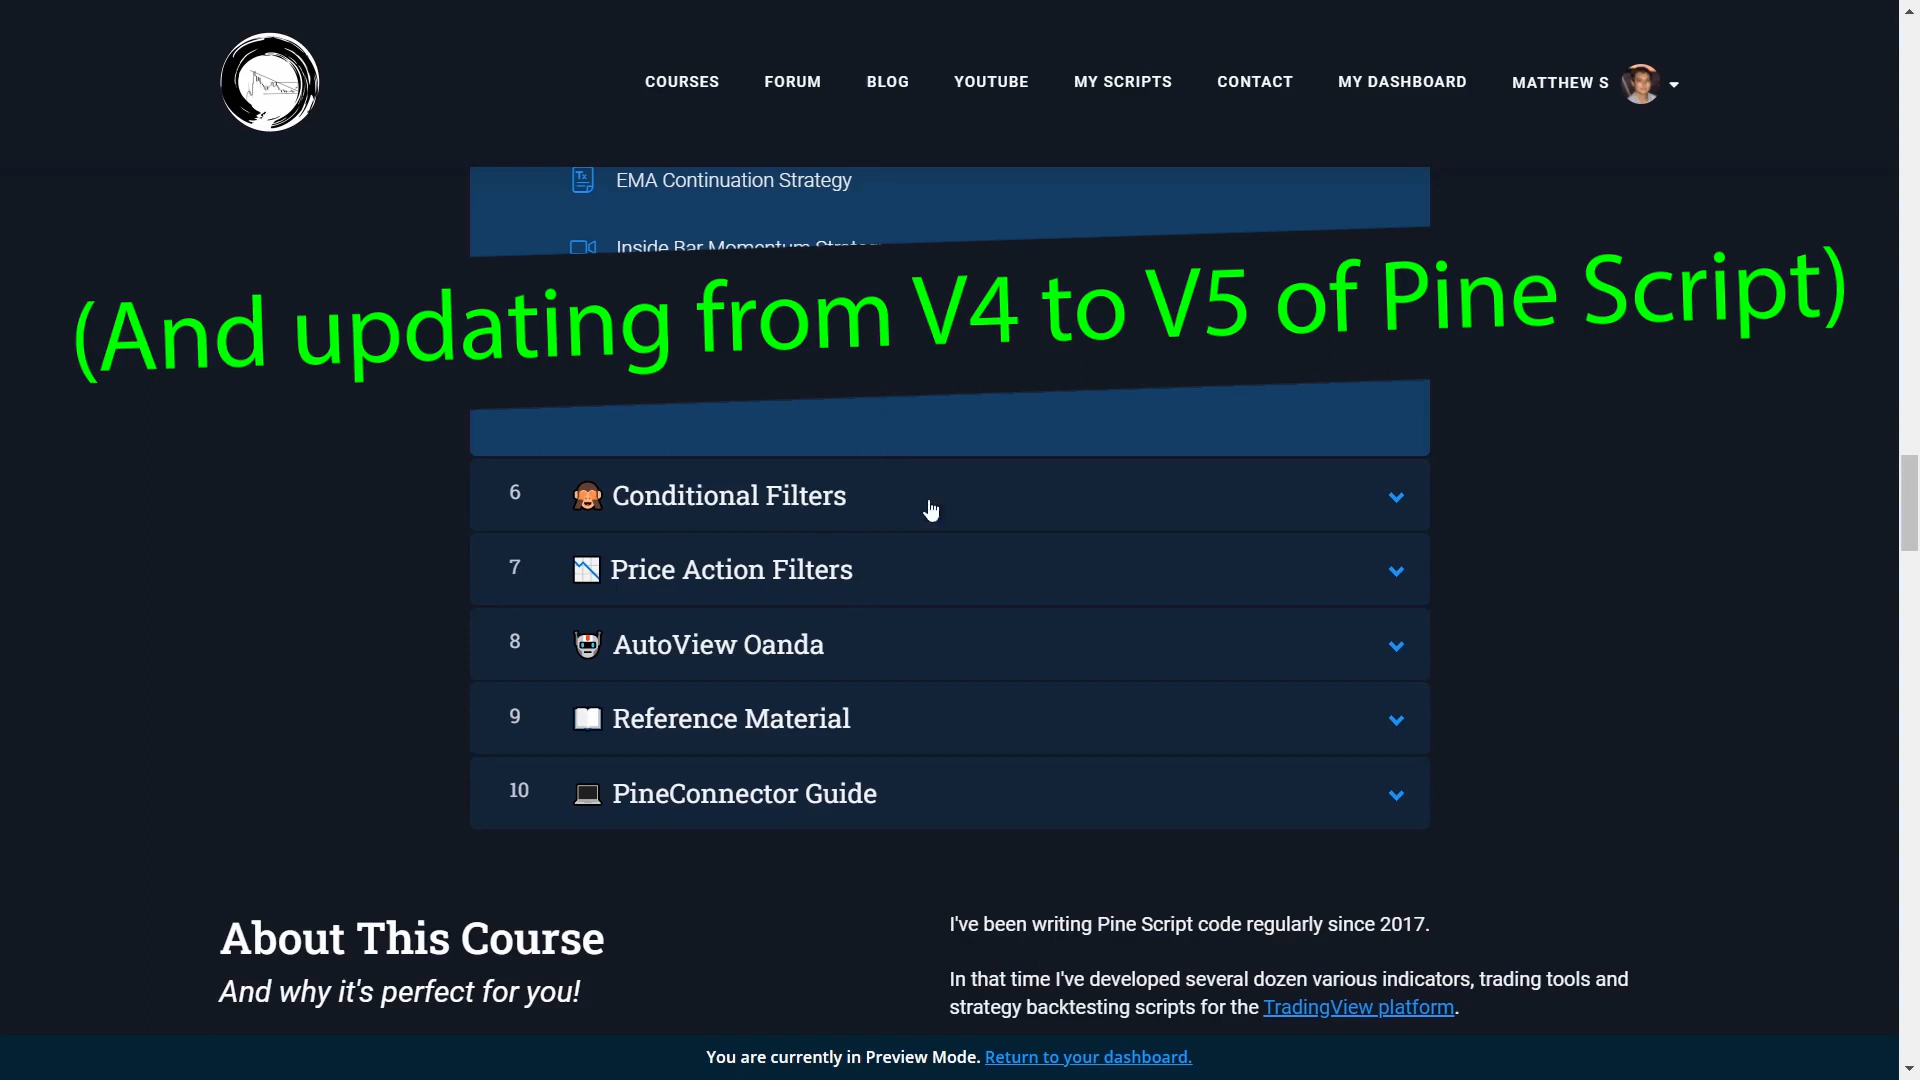 COURSES FORUM BLOG YOUTUBE MY SCRIPTS CONTACT MY DASHBOARD MATTHEW S
EMA Continuation Strategy
Inside Bar Momentum Strategy
(And updating from V4 to V5 of Pine Script)
6 Conditional Filters
7 Price Action Filters
8 AutoView Oanda
9 Reference Material
10 PineConnector Guide
About This Course
And why it's perfect for you!
I've been writing Pine Script code regularly since 2017.
In that time I've developed several dozen various indicators, trading tools and
strategy backtesting scripts for the TradingView platform.
You are currently in Preview Mode. Return to your dashboard.